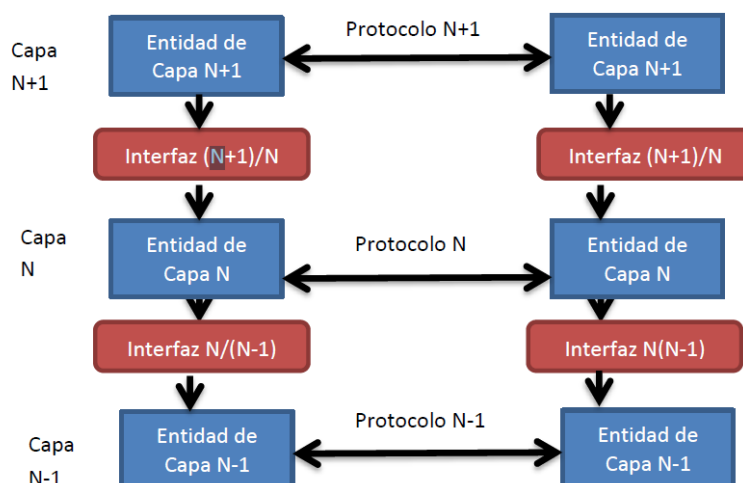 Capa
N+1
Entidad de
Capa N+1
Protocolo N+1
Entidad de
Capa N+1
Interfaz (N+1)/N
Interfaz (N+1)/N
Capa
N
Entidad de
Capa N
Protocolo N
Entidad de
Capa N
Interfaz N/(N-1)
Interfaz N(N-1)
Capa
N-1
Entidad de
Capa N-1
Protocolo N-1
Entidad de
Capa N-1